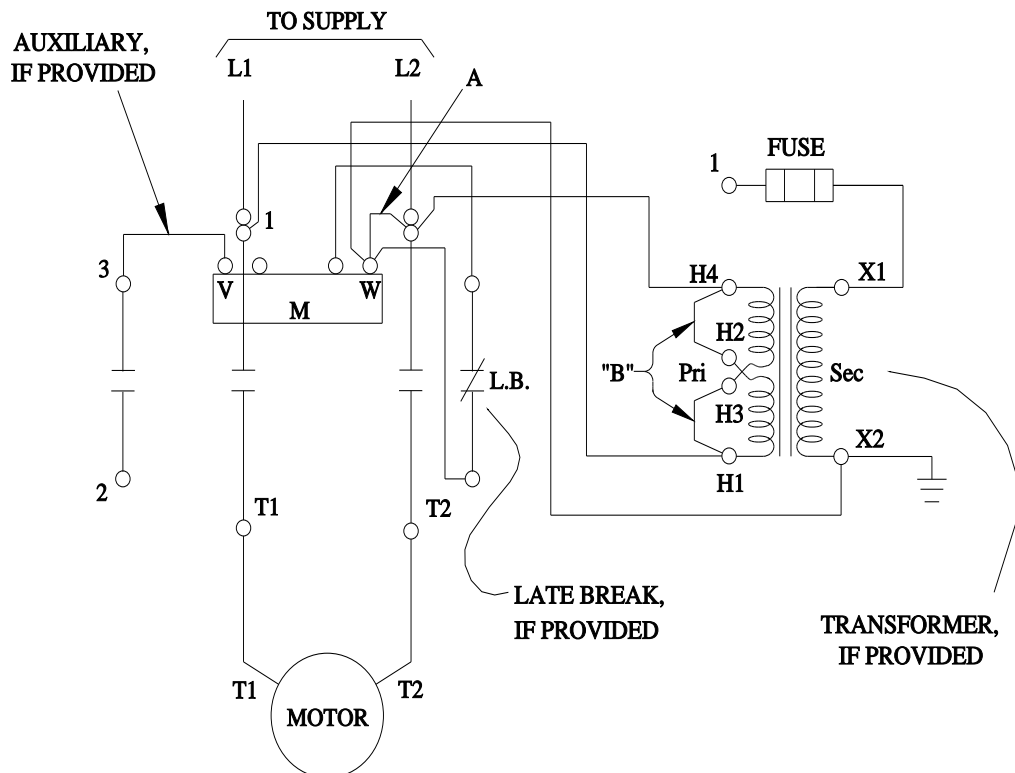 TO SUPPLY
AUXILIARY,
IF PROVIDED
L1
L2
A
1
FUSE
1
3
V
W
M
H4
X1
H2
"B"
Pri
Sec
L.B.
H3
X2
H1
2
T1
T2
LATE BREAK,
IF PROVIDED
TRANSFORMER,
IF PROVIDED
T1
T2
MOTOR